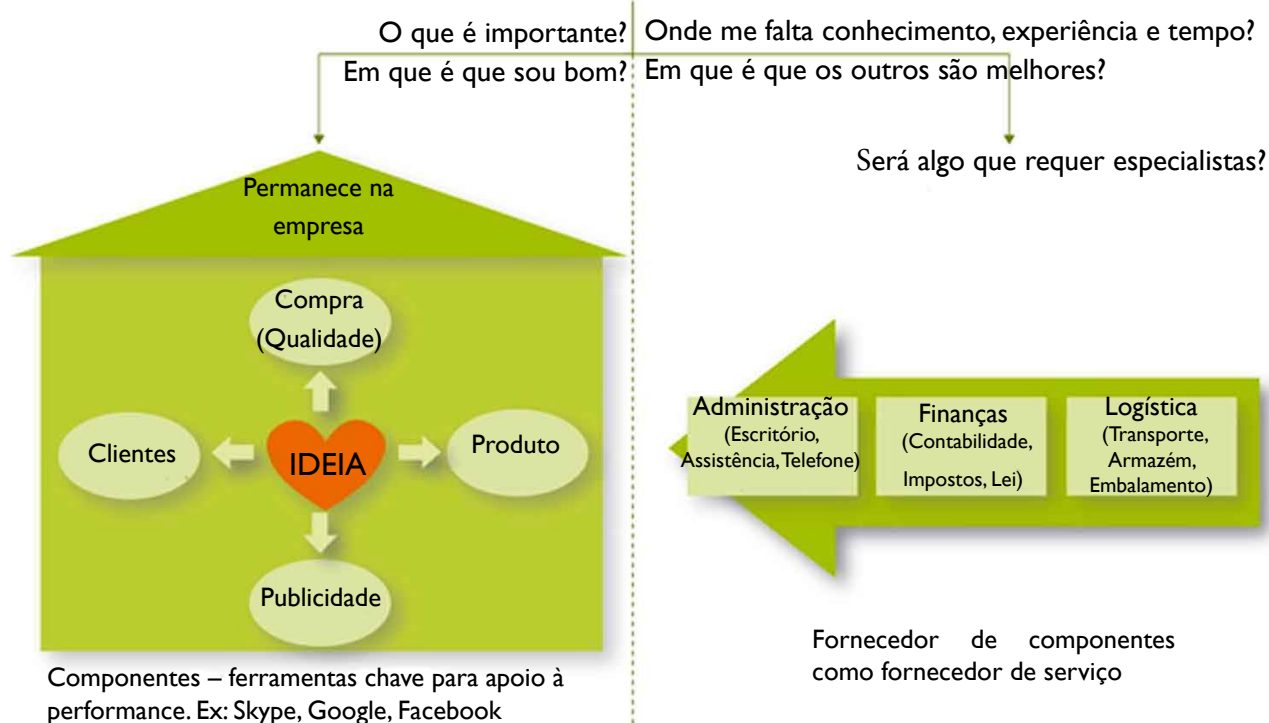 O que é importante?
Em que é que sou bom?
Onde me falta conhecimento, experiência e tempo?
Em que é que os outros são melhores?
Será algo que requer especialistas?
Permanece na
empresa
Compra
(Qualidade)
Clientes
IDEIA
Produto
Publicidade
Componentes – ferramentas chave para apoio à
performance. Ex: Skype, Google, Facebook
Administração
(Escritório,
Assistência, Telefone)
Finanças
(Contabilidade,
Impostos, Lei)
Logística
(Transporte,
Armazém,
Embalamento)
Fornecedor de componentes
como fornecedor de serviço